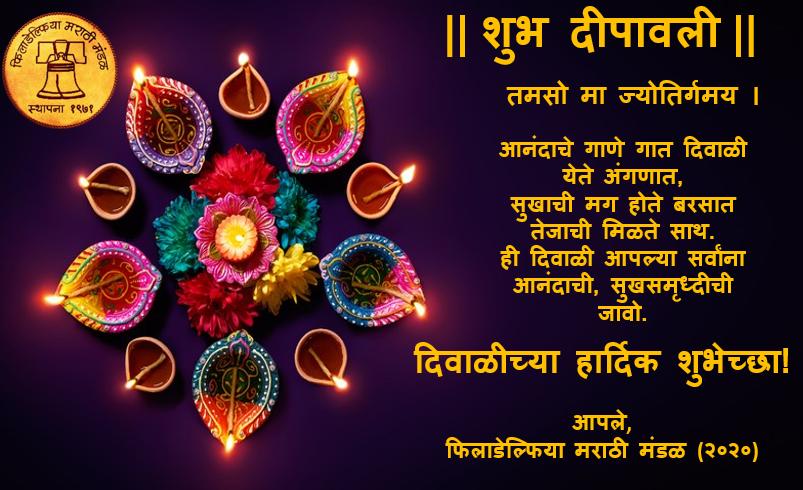 फिलाडेल्फिया मराठी मंडळ
स्थापना १९७१
|| शुभ दीपावली ||
तमसो मा ज्योतिर्गमय ।
आनंदाचे गाणे गात दिवाळी
येते अंगणात,
सुखाची मग होते बरसात
तेजाची मिळते साथ.
ही दिवाळी आपल्या सर्वांना
आनंदाची, सुखसमृध्दीची
जावो.
दिवाळीच्या हार्दिक शुभेच्छा!
आपले,
फिलाडेल्फिया मराठी मंडळ (२०२०)